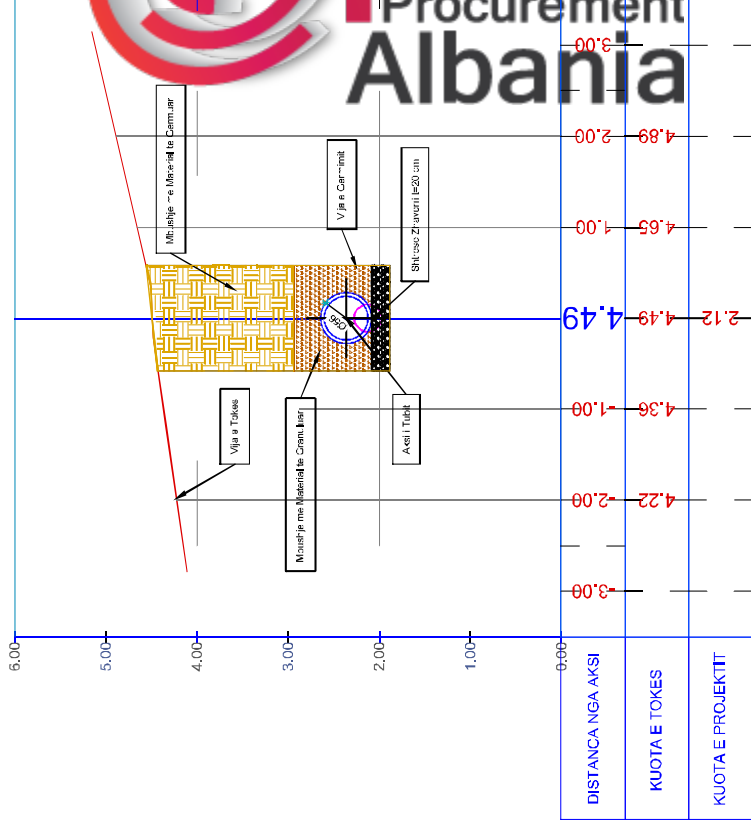 Procurement
Albania
Mbushje me Material te Germuar
Vija e Germimit
Shtrese Zhavorri t=20 cm
Vija e Tokes
Mbushje me Material te Granular
Aksi i Tubit
6.00
5.00
4.00
3.00
2.00
1.00
0.00
DISTANCA NGA AKSI
-3.00
-2.00
-1.00
4.49
1.00
2.00
3.00
KUOTA E TOKES
4.22
4.36
4.49
4.65
4.89
KUOTA E PROJEKTIT
2.12